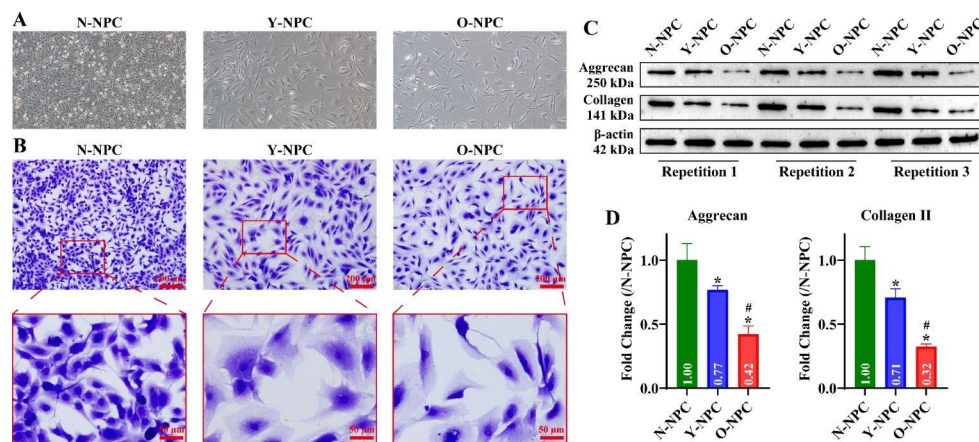 A
N-NPC
Y-NPC
O-NPC
B
N-NPC
Y-NPC
O-NPC
200 μm
200 μm
200 μm
50 μm
50 μm
50 μm
C
N-NPC
Y-NPC
O-NPC
N-NPC
Y-NPC
O-NPC
N-NPC
Y-NPC
O-NPC
Aggrecan
250 kDa
Collagen
141 kDa
β-actin
42 kDa
Repetition 1
Repetition 2
Repetition 3
D
Aggrecan
Fold Change (/N-NPC)
1.0
0.5
0.0
*
#
*
1.00
0.77
0.42
N-NPC
Y-NPC
O-NPC
Collagen II
Fold Change (/N-NPC)
1.0
0.5
0.0
*
#
*
1.00
0.71
0.32
N-NPC
Y-NPC
O-NPC